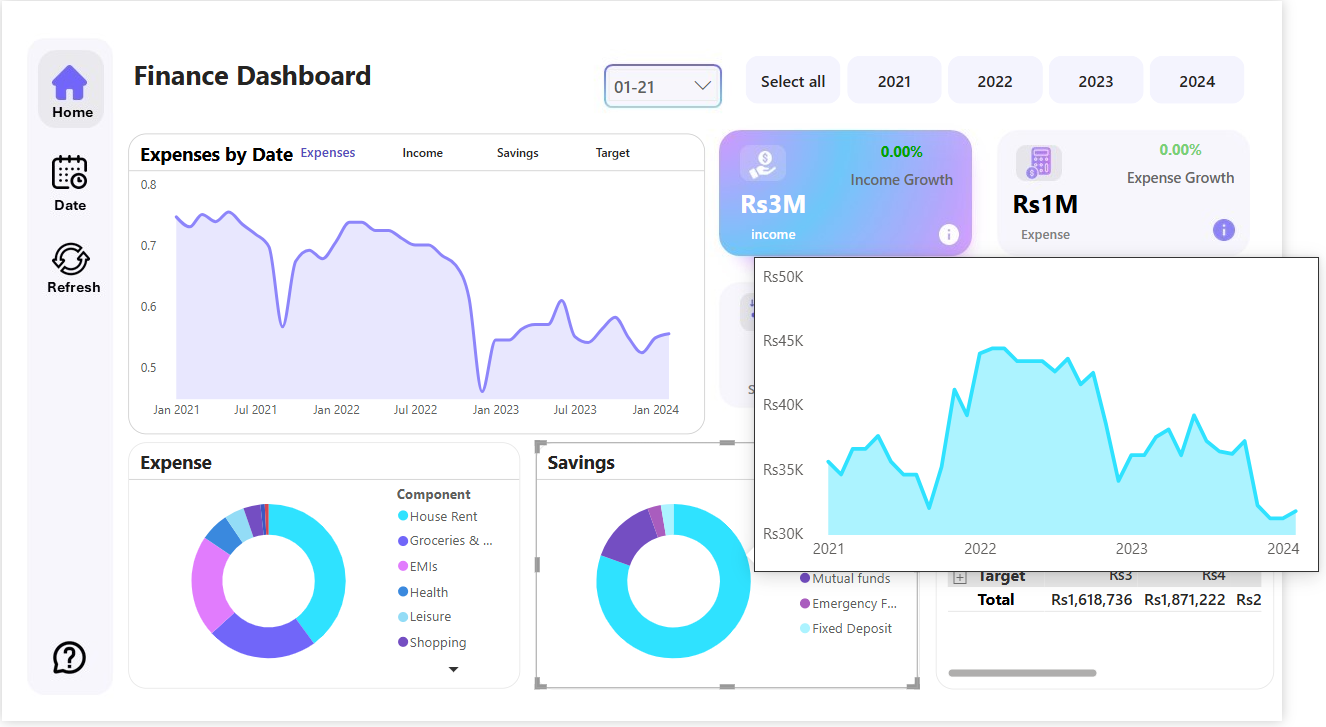 Home
Date
Refresh
Finance Dashboard
01-21
Select all
2021
2022
2023
2024
Expenses by Date
Expenses
Income
Savings
Target
0.8
0.7
0.6
0.5
Jan 2021
Jul 2021
Jan 2022
Jul 2022
Jan 2023
Jul 2023
Jan 2024
0.00%
Income Growth
Rs3M
income
0.00%
Expense Growth
Rs1M
Expense
Rs50K
Rs45K
Rs40K
Rs35K
Rs30K
2021
2022
2023
2024
Expense
Component
House Rent
Groceries & ...
EMIs
Health
Leisure
Shopping
Savings
Mutual funds
Emergency F...
Fixed Deposit
Target Rs3 Rs4
Total Rs1,618,736 Rs1,871,222 Rs2